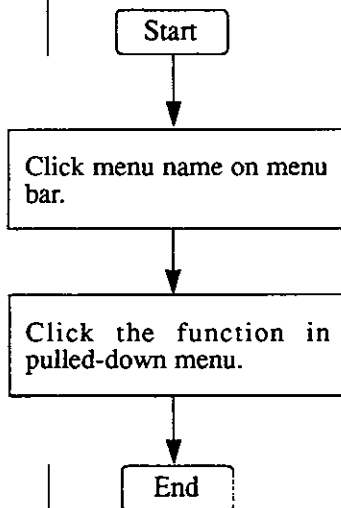 Start
Click menu name on menu
bar.
Click the function in
pulled-down menu.
End